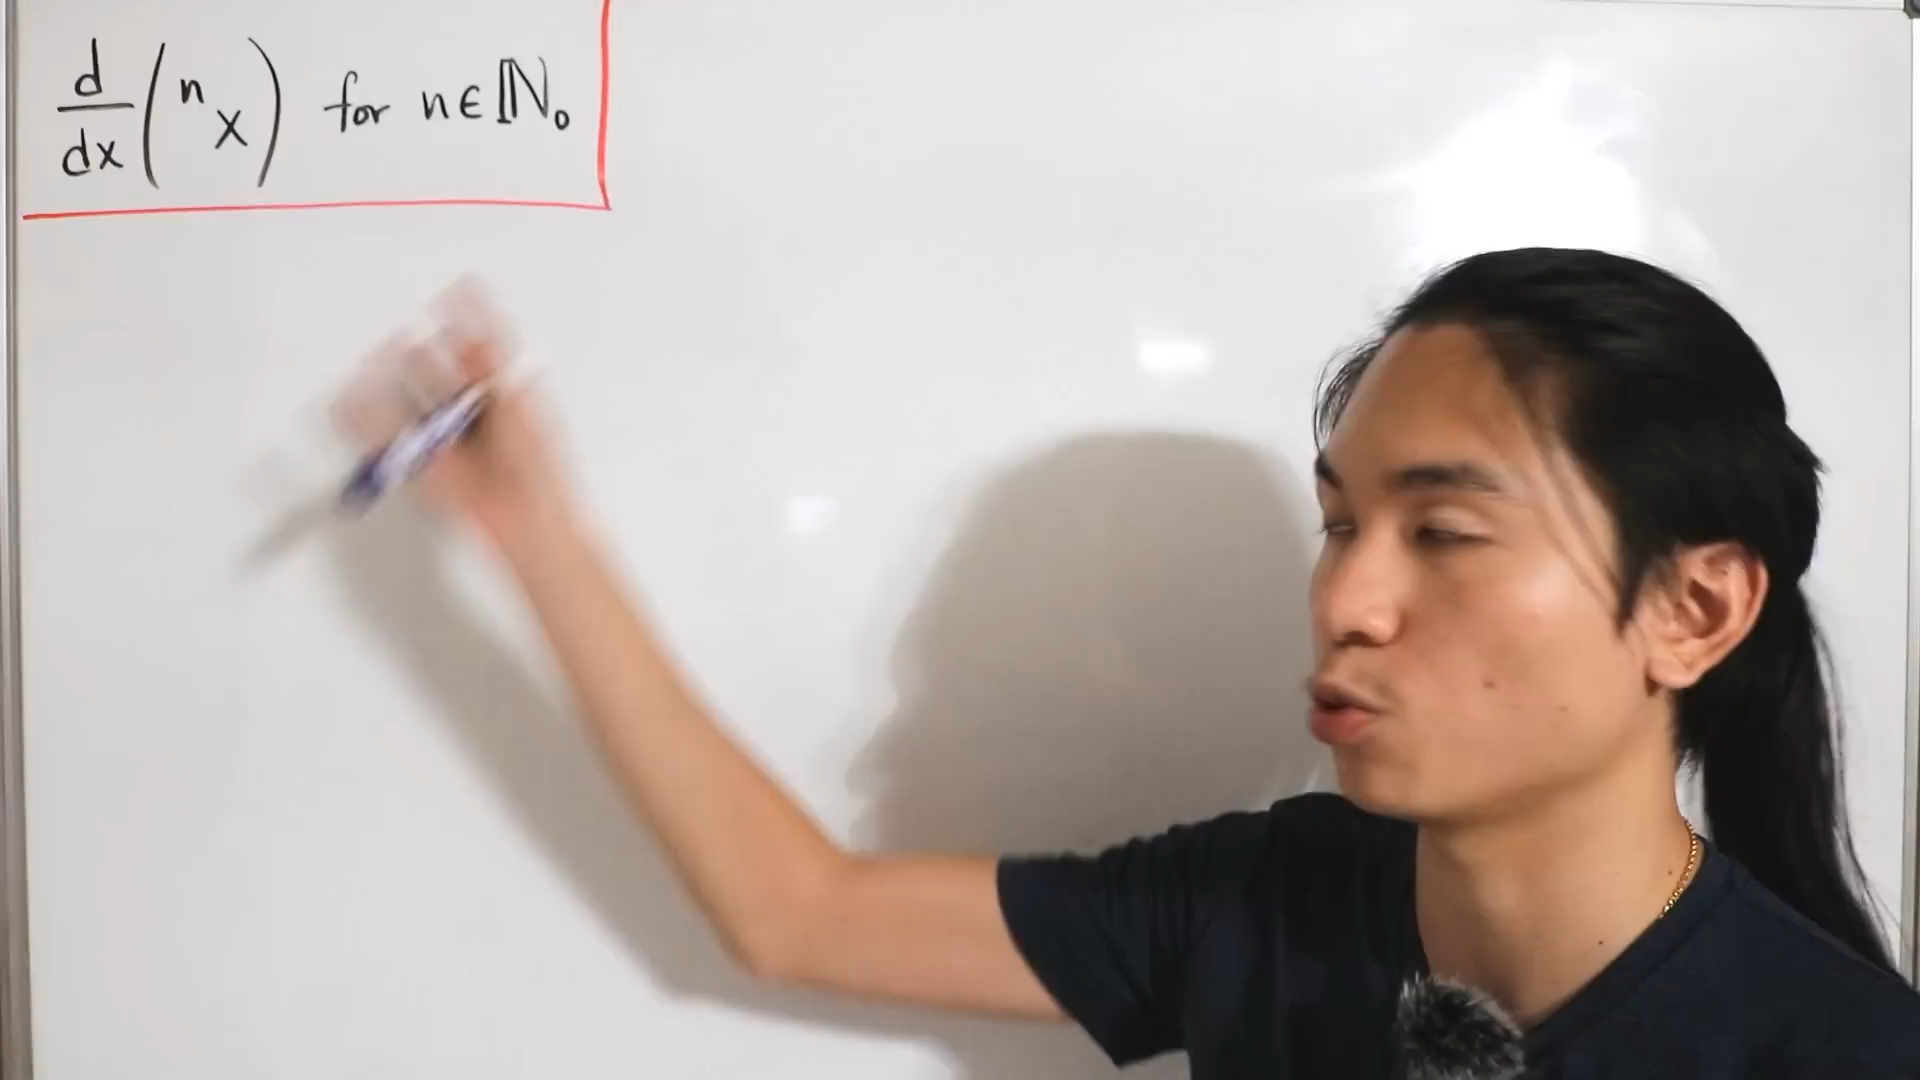 d/dx (ⁿx) for n ∈ ℕ₀